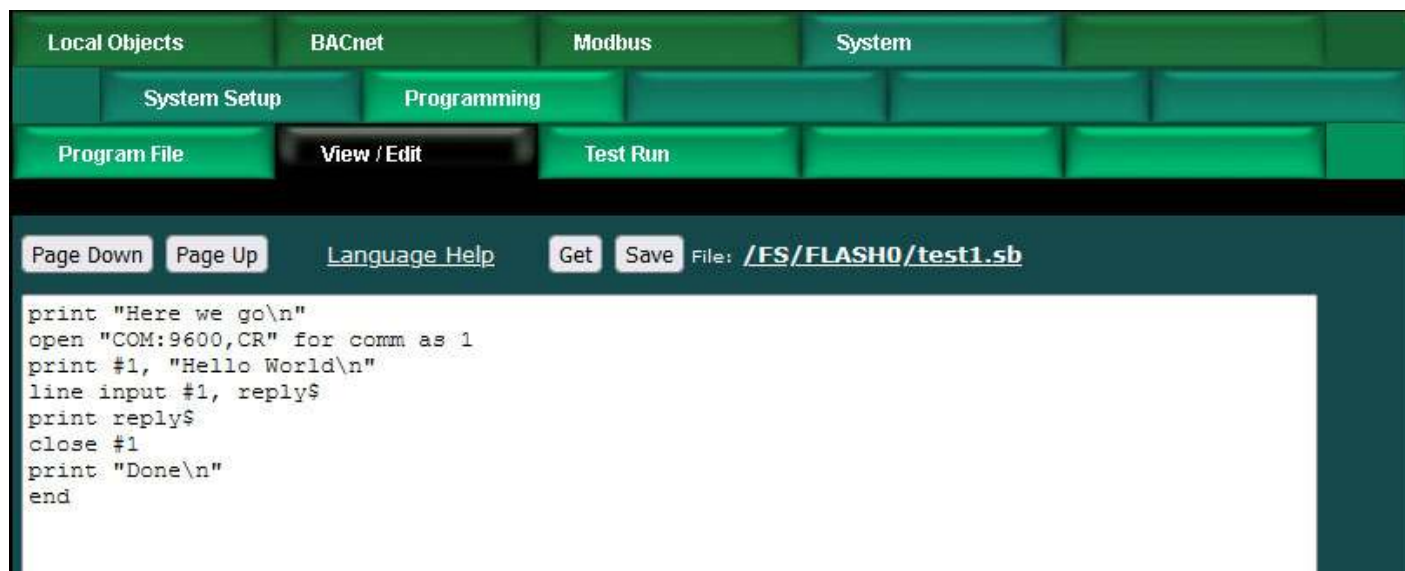 Local Objects BACnet Modbus System
System Setup Programming
Program File View / Edit Test Run
Page Down Page Up Language Help Get Save File: /FS/FLASH0/test1.sb
print "Here we go\n"
open "COM:9600,CR" for comm as 1
print #1, "Hello World\n"
line input #1, reply$
print reply$
close #1
print "Done\n"
end